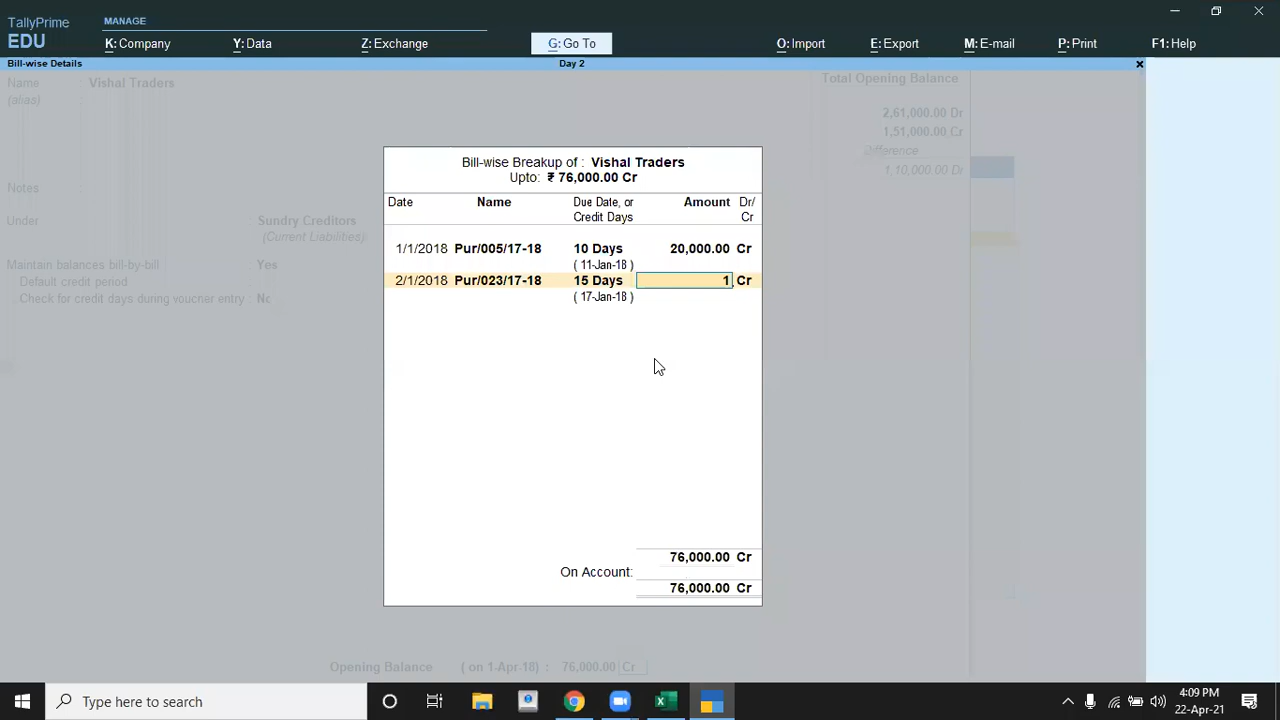 TallyPrime
MANAGE
EDU
K: Company
Y: Data
Z: Exchange
G: Go To
O: Import
E: Export
M: E-mail
P: Print
F1: Help
Bill-wise Details
Day 2
Name : Vishal Traders
(alias) :
Total Opening Balance
2,61,000.00 Dr
1,51,000.00 Cr
Difference
1,10,000.00 Dr
Notes :
Under : Sundry Creditors
(Current Liabilities)
Maintain balances bill-by-bill : Yes
Default credit period :
Check for credit days during voucher entry : No
Bill-wise Breakup of : Vishal Traders
Upto: ₹ 76,000.00 Cr
Date Name Due Date, or Amount Dr/
Credit Days Cr
1/1/2018 Pur/005/17-18 10 Days 20,000.00 Cr
( 11-Jan-18 )
2/1/2018 Pur/023/17-18 15 Days 1 Cr
( 17-Jan-18 )
76,000.00 Cr
On Account:
76,000.00 Cr
Opening Balance ( on 1-Apr-18) : 76,000.00 Cr
Type here to search
4:09 PM
22-Apr-21